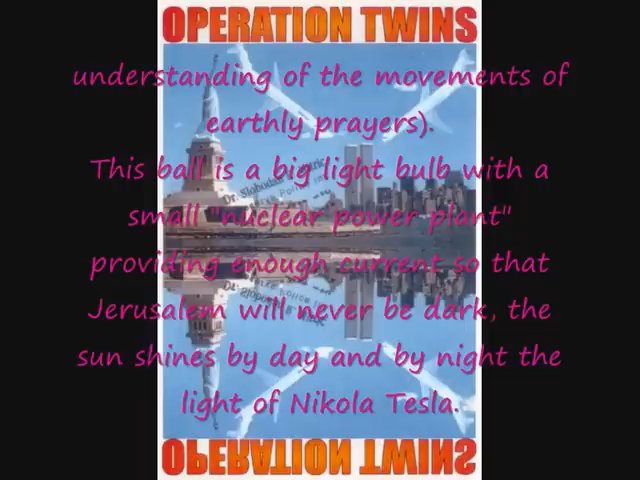 OPERATION TWINS
understanding of the movements of
earthly prayers).
This ball is a big light bulb with a
small "nuclear power plant"
providing enough current so that
Jerusalem will never be dark, the
sun shines by day and by night the
light of Nikola Tesla.
OPERATION TWINS